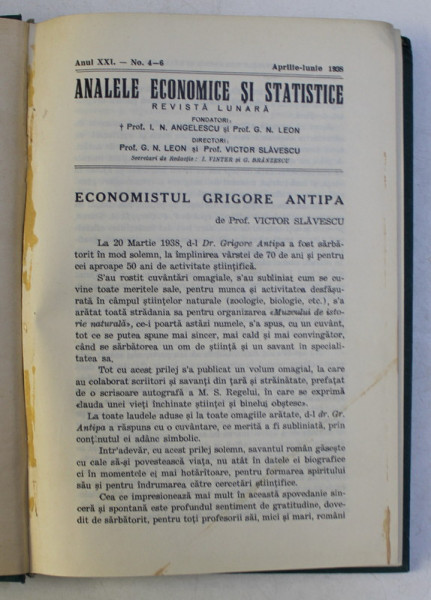 Anul XXI. — No. 4—6 Aprilie-Iunie 1938
ANALELE ECONOMICE ȘI STATISTICE
REVISTĂ LUNARĂ
FONDATORI:
† Prof. I. N. ANGELESCU și Prof. G. N. LEON
DIRECTORI:
Prof. G. N. LEON și Prof. VICTOR SLĂVESCU
Secretari de Redacție: I. VINTER și G. BRÂNZESCU
ECONOMISTUL GRIGORE ANTIPA
de Prof. VICTOR SLĂVESCU
La 20 Martie 1938, d-l Dr. Grigore Antipa a fost sărbă-
torit în mod solemn, la împlinirea vârstei de 70 de ani și pentru
cei aproape 50 ani de activitate științifică.
S'au rostit cuvântări omagiale, s'au subliniat cum se cu-
vine toate meritele sale, pentru munca și activitatea desfășu-
rată în câmpul științelor naturale (zoologie, biologie, etc.), s'a
arătat toată strădania sa pentru organizarea «Muzeului de isto-
rie naturală», ce-i poartă astăzi numele, s'a spus, cu un cuvânt,
tot ce se putea spune mai sincer, mai cald și mai convingător,
când se sărbătorea un om de știință și un savant în speciali-
tatea sa.
Tot cu acest prilej s'a publicat un volum omagial, la care
au colaborat scriitori și savanți din țară și străinătate, prefațat
de o scrisoare autografă a M. S. Regelui, în care se exprimă
«lauda unei vieți închinate științei și binelui obștesc».
La toate laudele aduse și la toate omagiile arătate, d-l dr. Gr.
Antipa a răspuns cu o cuvântare, ce merită a fi subliniată, prin
conținutul ei adânc simbolic.
Intr'adevăr, cu acest prilej solemn, savantul român găsește
cu cale să-și povestească viața, nu atât în datele ei biografice
ci în momentele ei mai hotărîtoare, pentru formarea spiritului
său și pentru îndrumarea către cercetări științifice.
Cea ce impresionează mai mult în această spovedanie sin-
ceră și spontană este profundul sentiment de gratitudine, dove-
dit de sărbătorit, pentru toți profesorii săi, mici și mari, români